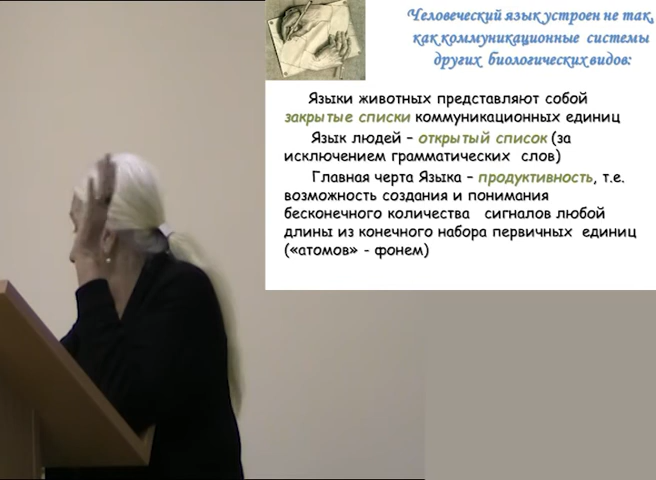 Человеческий язык устроен не так,
как коммуникационные системы
других биологических видов:
Языки животных представляют собой
закрытые списки коммуникационных единиц
Язык людей – открытый список (за
исключением грамматических слов)
Главная черта Языка – продуктивность, т.е.
возможность создания и понимания
бесконечного количества сигналов любой
длины из конечного набора первичных единиц
(«атомов» - фонем)